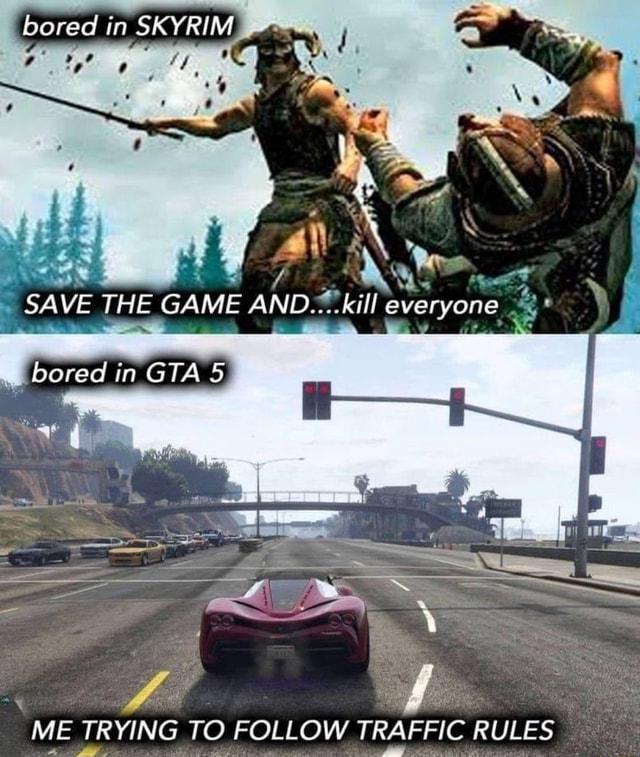 bored in SKYRIM
SAVE THE GAME AND....kill everyone
bored in GTA 5
ME TRYING TO FOLLOW TRAFFIC RULES